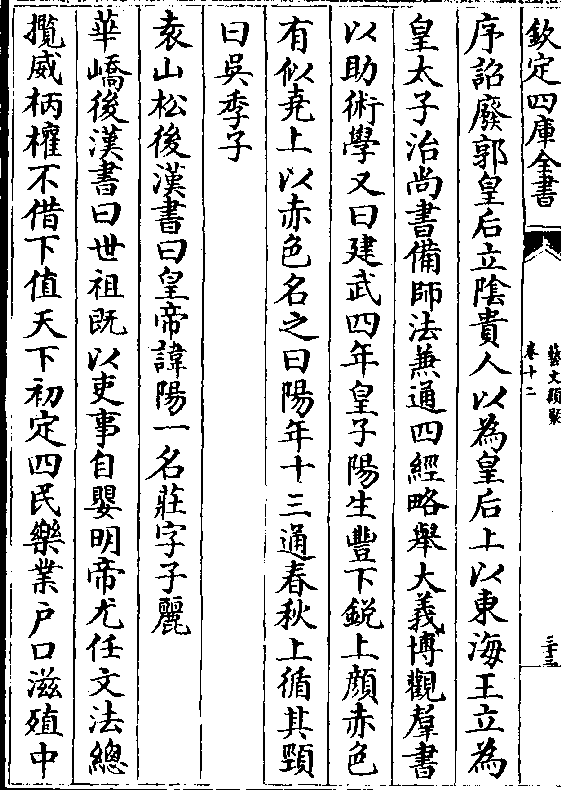 欽定四庫全書
藝文類聚
卷十二
三十三
序詔廢郭皇后立陰貴人以為皇后上以東海王立為
皇太子治尚書備師法兼通四經略舉大義博觀羣書
以助術學又曰建武四年皇子陽生豐下銳上顏赤色
有似堯上以赤色名之曰陽年十三通春秋上循其頸
曰吳季子
袁山松後漢書曰皇帝諱陽一名莊字子麗
華嶠後漢書曰世祖既以吏事自嬰明帝尤任文法總
攬威柄權不借下值天下初定四民樂業戶口滋殖中